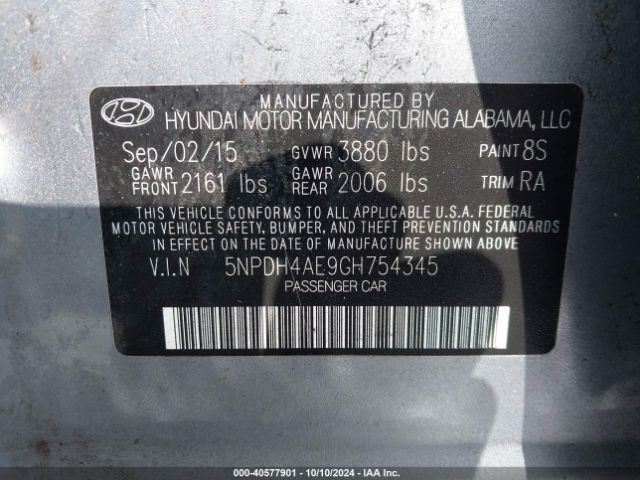 MANUFACTURED BY
HYUNDAI MOTOR MANUFACTURING ALABAMA, LLC
Sep/02/15 GVWR 3880 lbs PAINT 8S
GAWR FRONT 2161 lbs GAWR REAR 2006 lbs TRIM RA
THIS VEHICLE CONFORMS TO ALL APPLICABLE U.S.A. FEDERAL
MOTOR VEHICLE SAFETY, BUMPER, AND THEFT PREVENTION STANDARDS
IN EFFECT ON THE DATE OF MANUFACTURE SHOWN ABOVE.
V.I.N 5NPDH4AE9GH754345
PASSENGER CAR
000-40577901 - 10/10/2024 - IAA Inc.